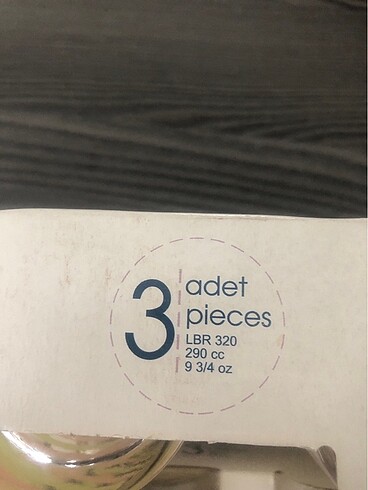 3 adet
pieces
LBR 320
290 cc
9 3/4 oz